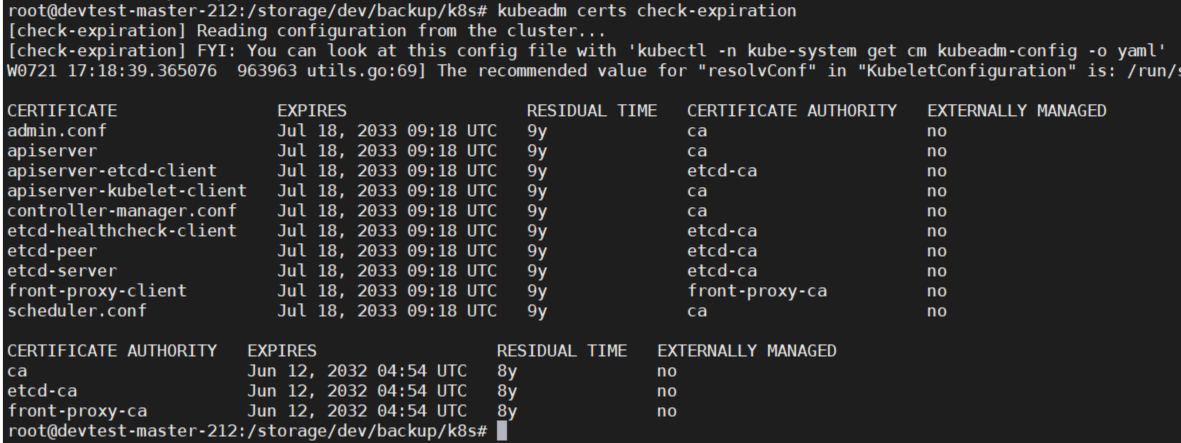 root@devtest-master-212:/storage/dev/backup/k8s# kubeadm certs check-expiration
[check-expiration] Reading configuration from the cluster...
[check-expiration] FYI: You can look at this config file with 'kubectl -n kube-system get cm kubeadm-config -o yaml'
W0721 17:18:39.365076  963963 utils.go:69] The recommended value for "resolvConf" in "KubeletConfiguration" is: /run/s
CERTIFICATE EXPIRES RESIDUAL TIME CERTIFICATE AUTHORITY EXTERNALLY MANAGED
admin.conf Jul 18, 2033 09:18 UTC 9y ca no
apiserver Jul 18, 2033 09:18 UTC 9y ca no
apiserver-etcd-client Jul 18, 2033 09:18 UTC 9y etcd-ca no
apiserver-kubelet-client Jul 18, 2033 09:18 UTC 9y ca no
controller-manager.conf Jul 18, 2033 09:18 UTC 9y ca no
etcd-healthcheck-client Jul 18, 2033 09:18 UTC 9y etcd-ca no
etcd-peer Jul 18, 2033 09:18 UTC 9y etcd-ca no
etcd-server Jul 18, 2033 09:18 UTC 9y etcd-ca no
front-proxy-client Jul 18, 2033 09:18 UTC 9y front-proxy-ca no
scheduler.conf Jul 18, 2033 09:18 UTC 9y ca no
CERTIFICATE AUTHORITY EXPIRES RESIDUAL TIME EXTERNALLY MANAGED
ca Jun 12, 2032 04:54 UTC 8y no
etcd-ca Jun 12, 2032 04:54 UTC 8y no
front-proxy-ca Jun 12, 2032 04:54 UTC 8y no
root@devtest-master-212:/storage/dev/backup/k8s#